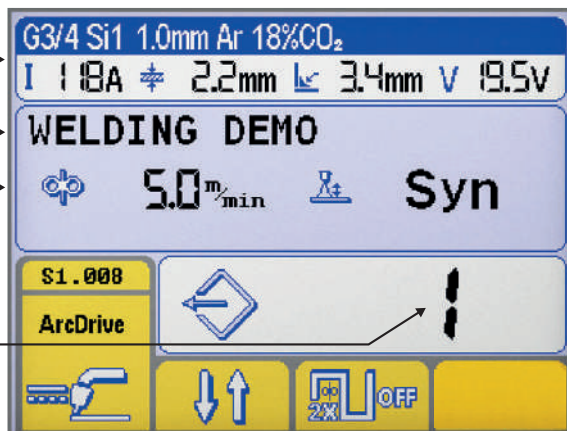 G3/4 Si1 1.0mm Ar 18%CO₂
I 118A 2.2mm 3.4mm V 19.5V
WELDING DEMO
5.0 m/min Syn
S1.008
1
ArcDrive
2X OFF